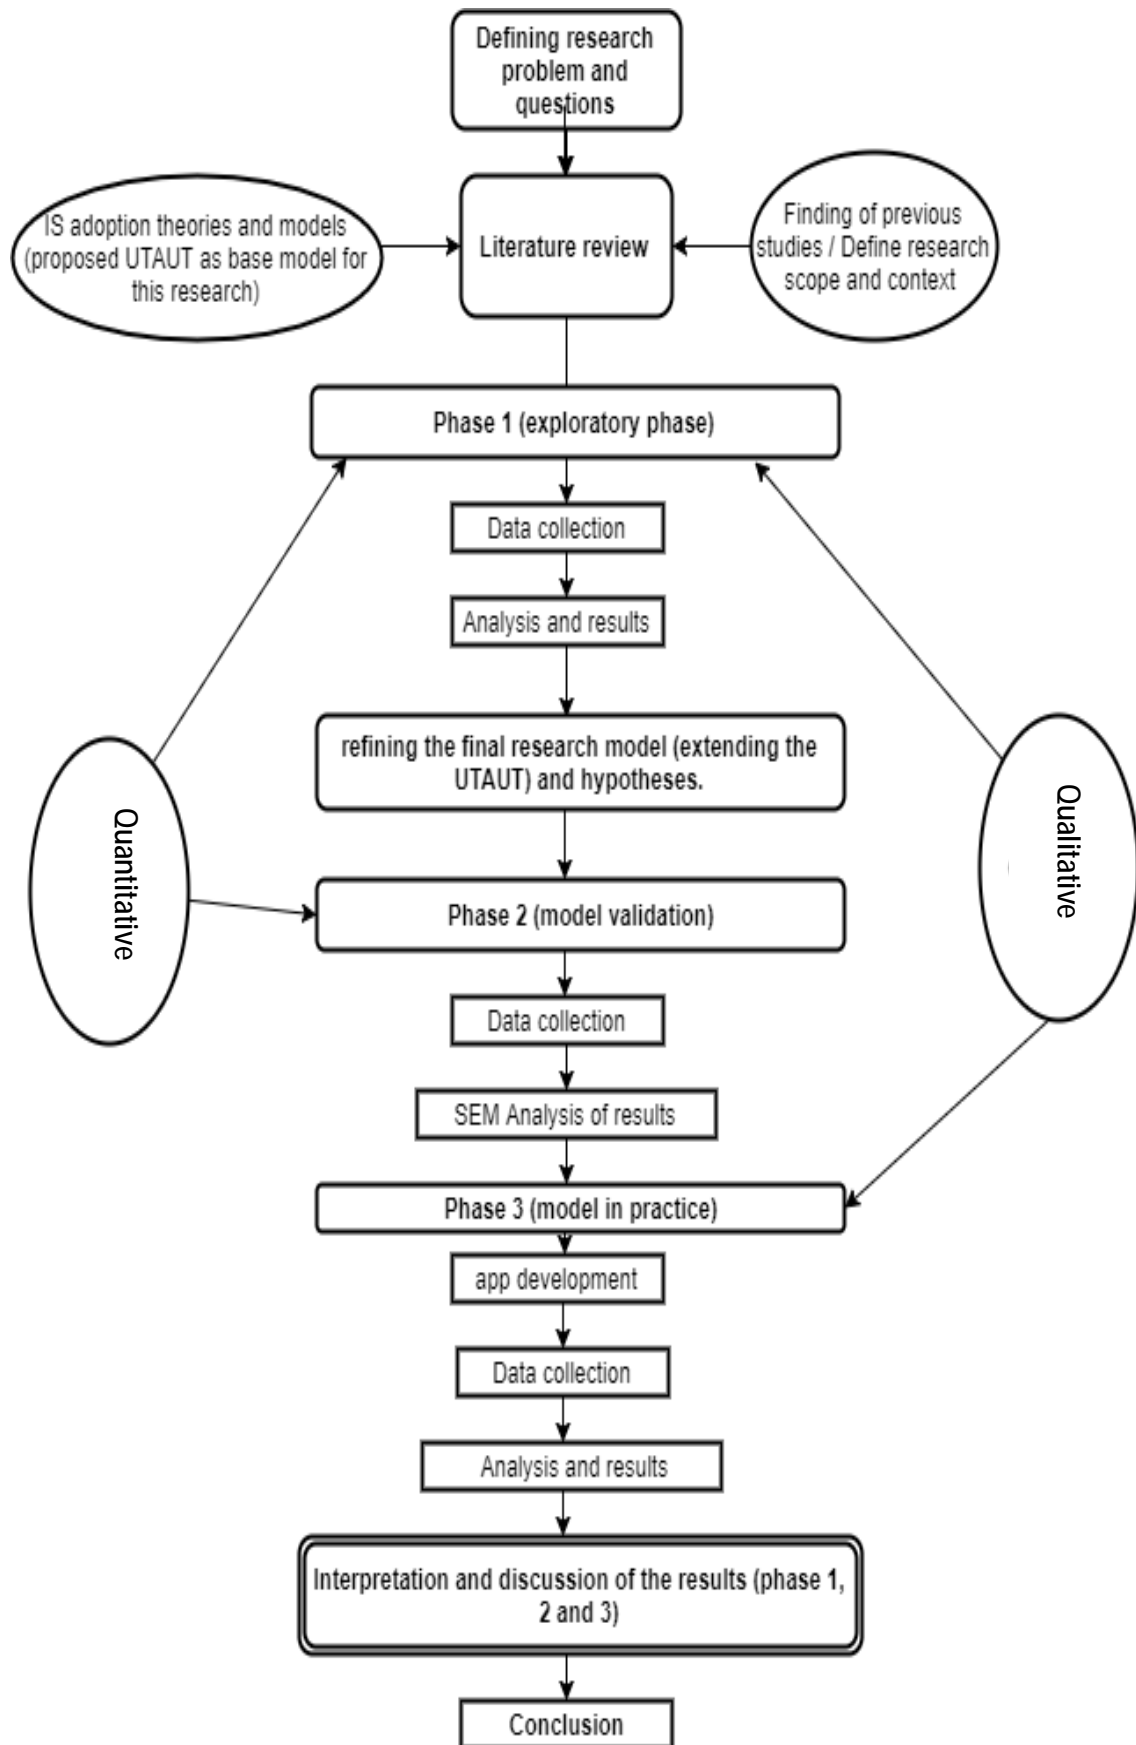 Defining research
problem and
questions
IS adoption theories and models
(proposed UTAUT as base model for
this research)
Literature review
Finding of previous
studies / Define research
scope and context
Phase 1 (exploratory phase)
Data collection
Analysis and results
refining the final research model (extending the
UTAUT) and hypotheses.
Quantitative
Qualitative
Phase 2 (model validation)
Data collection
SEM Analysis of results
Phase 3 (model in practice)
app development
Data collection
Analysis and results
Interpretation and discussion of the results (phase 1,
2 and 3)
Conclusion